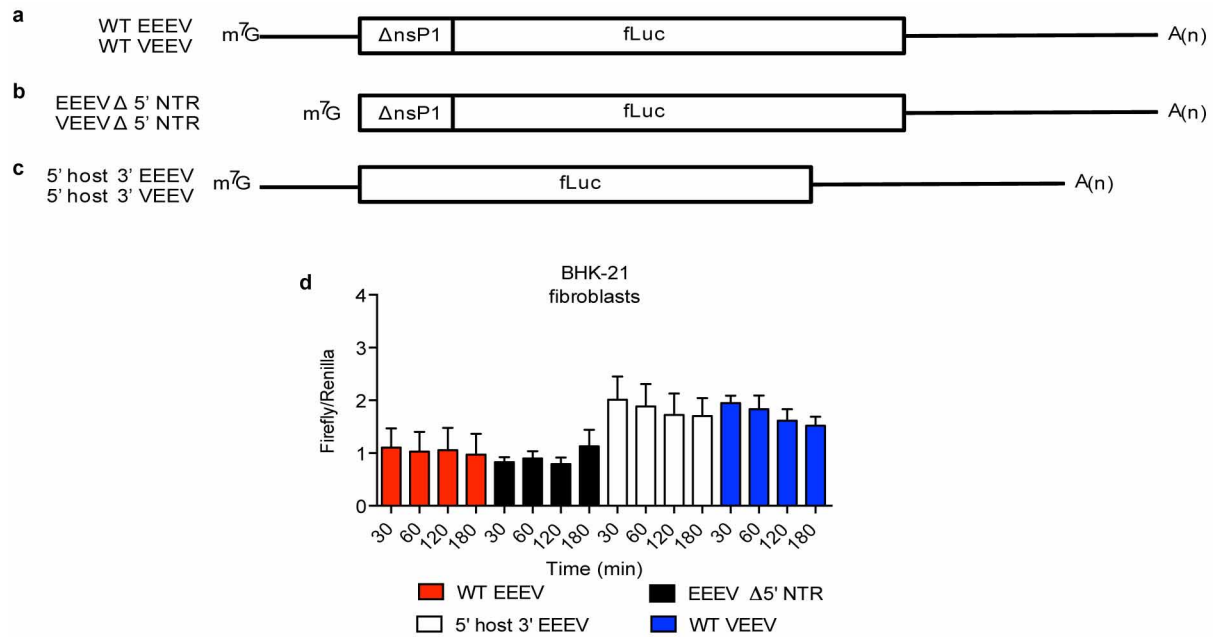 a
WT EEEV
WT VEEV
m7G
ΔnsP1
fLuc
A(n)
b
EEEVΔ 5' NTR
VEEVΔ 5' NTR
m7G
ΔnsP1
fLuc
A(n)
c
5' host 3' EEEV
5' host 3' VEEV
m7G
fLuc
A(n)
d
BHK-21
fibroblasts
Firefly/Renilla
4
3
2
1
0
30 60 120 180 30 60 120 180 30 60 120 180 30 60 120 180
Time (min)
WT EEEV
EEEV Δ5' NTR
5' host 3' EEEV
WT VEEV